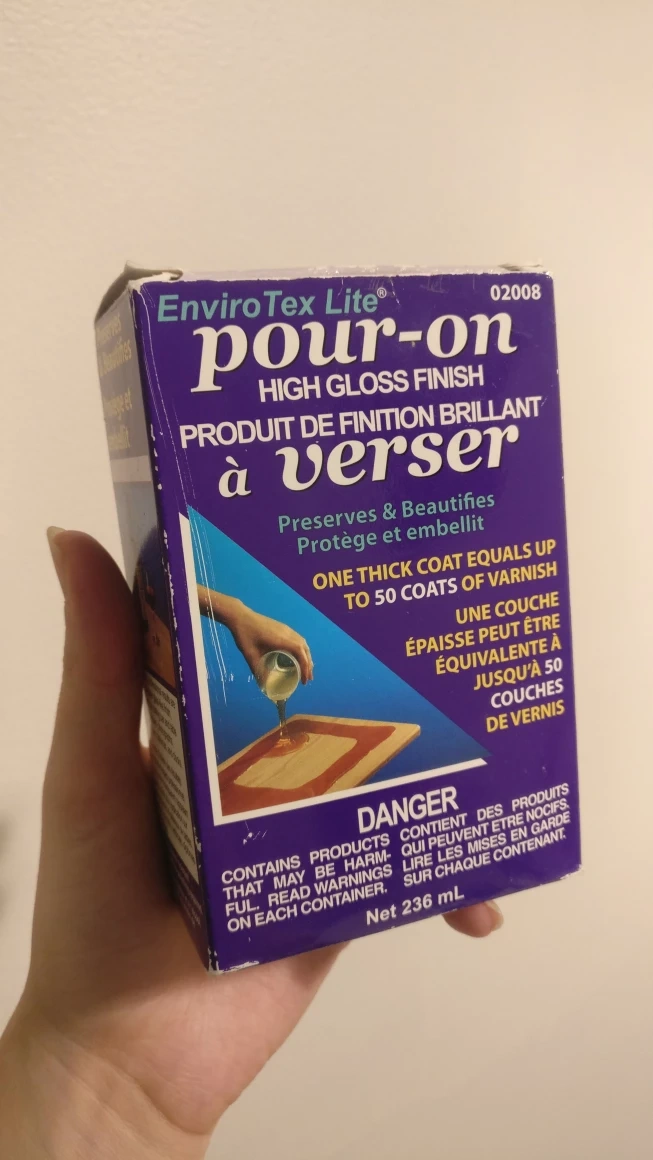 EnviroTex Lite®
02008
pour-on
HIGH GLOSS FINISH
PRODUIT DE FINITION BRILLANT
à verser
Preserves & Beautifies
Protège et embellit
ONE THICK COAT EQUALS UP
TO 50 COATS OF VARNISH
UNE COUCHE
ÉPAISSE PEUT ÊTRE
ÉQUIVALENTE À
JUSQU'À 50
COUCHES
DE VERNIS
DANGER
CONTAINS PRODUCTS
THAT MAY BE HARM-
FUL. READ WARNINGS
ON EACH CONTAINER.
CONTIENT DES PRODUITS
QUI PEUVENT ETRE NOCIFS.
LIRE LES MISES EN GARDE
SUR CHAQUE CONTENANT.
Net 236 mL